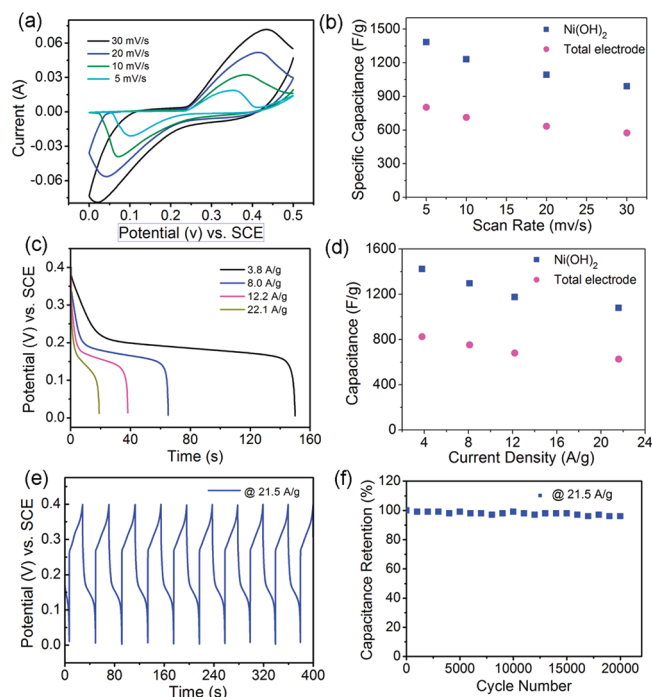 (a)
30 mV/s
20 mV/s
10 mV/s
5 mV/s
Current (A)
0.06
0.03
0.00
-0.03
-0.06
0.0 0.1 0.2 0.3 0.4 0.5
Potential (v) vs. SCE
(b)
Ni(OH)2
Total electrode
Specific Capacitance (F/g)
1500
1200
900
600
300
0
5 10 15 20 25 30
Scan Rate (mv/s)
(c)
3.8 A/g
8.0 A/g
12.2 A/g
22.1 A/g
Potential (V) vs. SCE
0.4
0.3
0.2
0.1
0.0
0 40 80 120 160
Time (s)
(d)
Ni(OH)2
Total electrode
Capacitance (F/g)
1600
1200
800
400
0
4 8 12 16 20 24
Current Density (A/g)
(e)
@ 21.5 A/g
Potential (V) vs. SCE
0.4
0.3
0.2
0.1
0.0
0 80 160 240 320 400
Time (s)
(f)
@ 21.5 A/g
Capacitance Retention (%)
120
100
80
60
40
20
0
0 5000 10000 15000 20000
Cycle Number